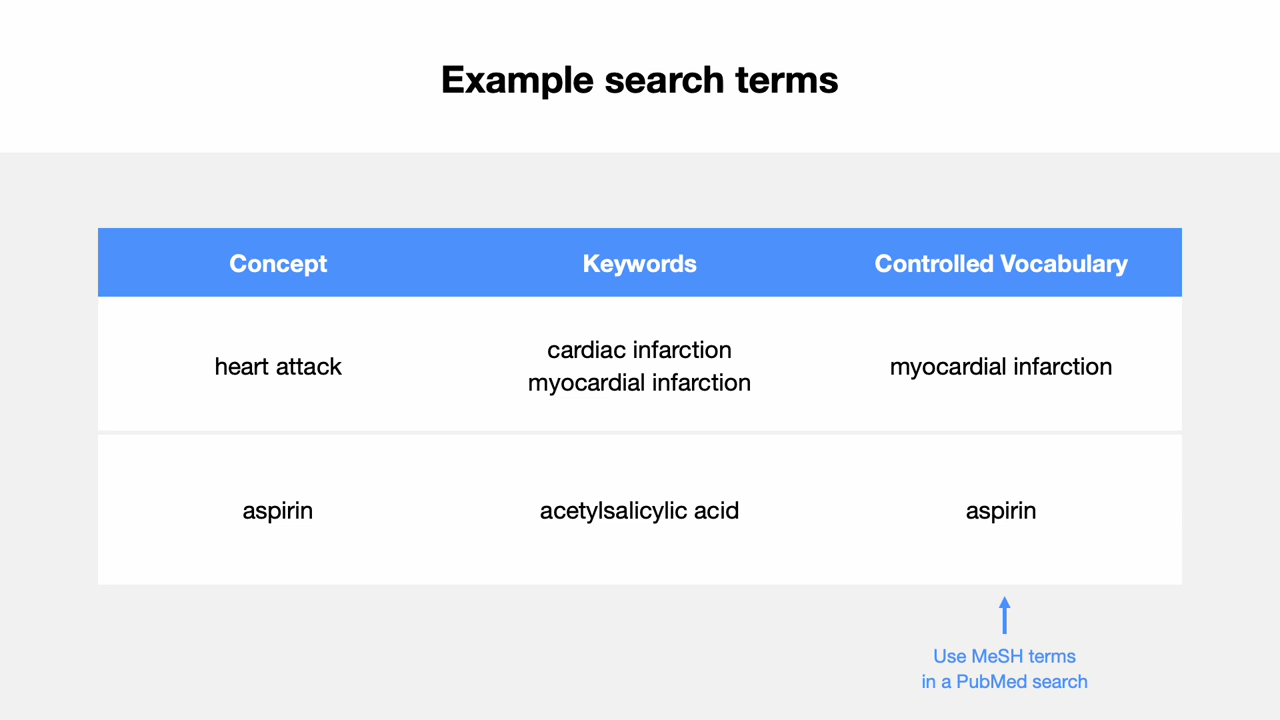 Example search terms
Concept
Keywords
Controlled Vocabulary
heart attack
cardiac infarction
myocardial infarction
myocardial infarction
aspirin
acetylsalicylic acid
aspirin
Use MeSH terms
in a PubMed search